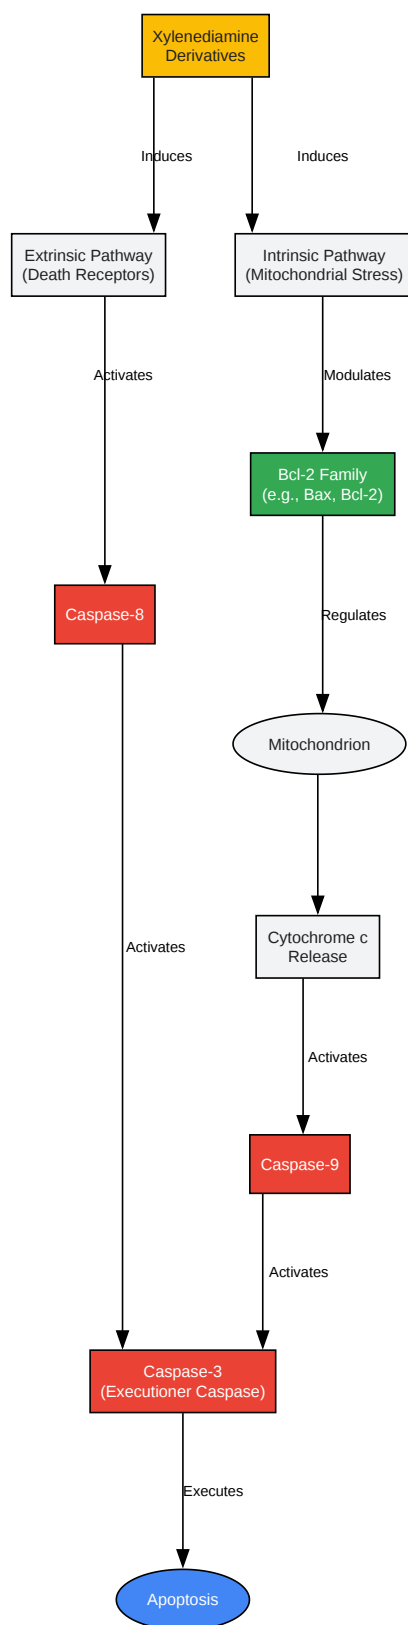 Xylenediamine
Derivatives
Induces
Induces
Extrinsic Pathway
(Death Receptors)
Intrinsic Pathway
(Mitochondrial Stress)
Activates
Modulates
Bcl-2 Family
(e.g., Bax, Bcl-2)
Caspase-8
Regulates
Mitochondrion
Activates
Cytochrome c
Release
Activates
Caspase-9
Activates
Caspase-3
(Executioner Caspase)
Executes
Apoptosis